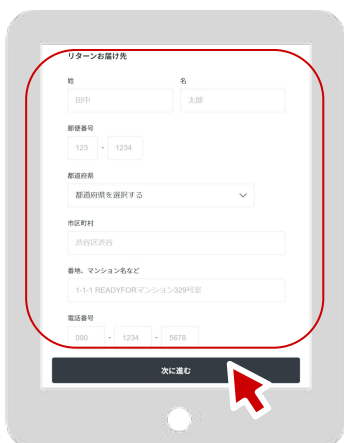 リターンお届け先
姓 名
田中 太郎
郵便番号
123 - 1234
都道府県
都道府県を選択する
市区町村
渋谷区渋谷
番地、マンション名など
1-1-1 READYFORマンション329号室
電話番号
090 - 1234 - 5678
次に進む